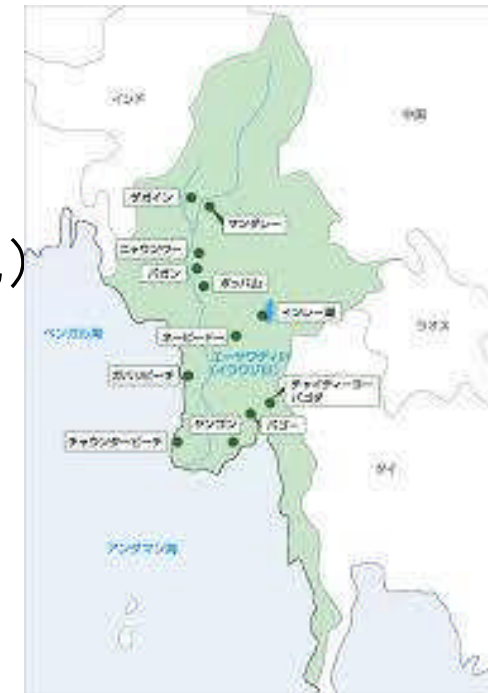 インド
中国
ザガイン
マンダレー
ニャウンウー
バガン
ポッパ山
インレー湖
ラオス
ベンガル湾
ネーピードー
エーヤワディ川
(イラワジ川)
ガパリビーチ
チャイティーヨー
パゴダ
ヤンゴン
バゴー
チャウンタービーチ
タイ
アンダマン海
)